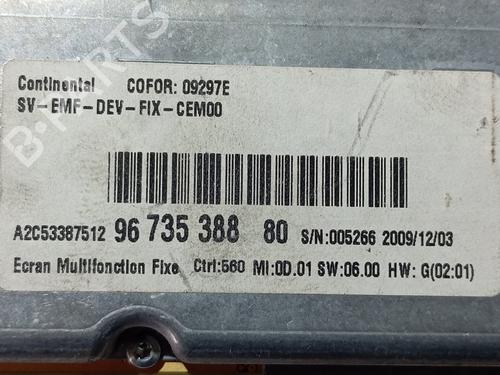 Continental COFOR: 09297E
SV-EMF-DEV-FIX-CEM00
A2C53387512 96 735 388 80 S/N:005266 2009/12/03
Ecran Multifonction Fixe Ctrl:560 MI:0D.01 SW:06.00 HW: G(02:01)
B-PARTS